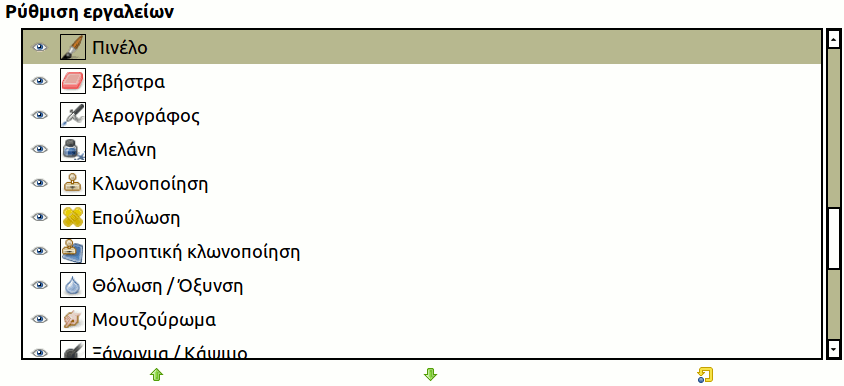 Ρύθμιση εργαλείων
Πινέλο
Σβήστρα
Αερογράφος
Μελάνη
Κλωνοποίηση
Επούλωση
Προοπτική κλωνοποίηση
Θόλωση / Όξυνση
Μουτζούρωμα
Ξάνοιγμα / Κάψιμο